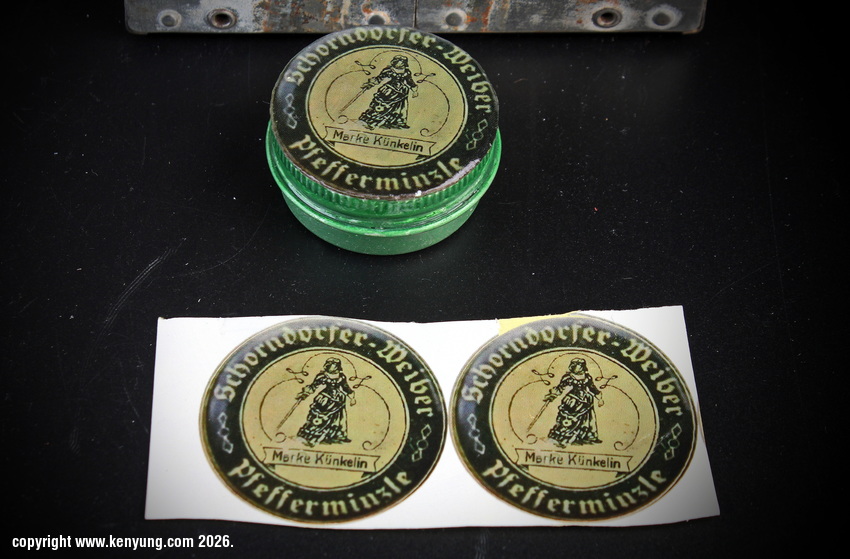 Schorndorfer-Weiber
Marke Künkelin
Pfefferminzle
Schorndorfer-Weiber
Marke Künkelin
Pfefferminzle
Schorndorfer-Weiber
Marke Künkelin
Pfefferminzle
copyright www.kenyung.com 2026.